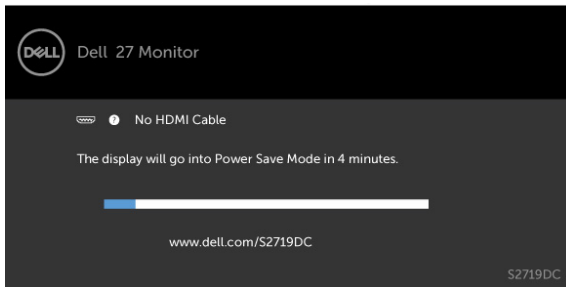 DELL
Dell 27 Monitor
? No HDMI Cable
The display will go into Power Save Mode in 4 minutes.
www.dell.com/S2719DC
S2719DC